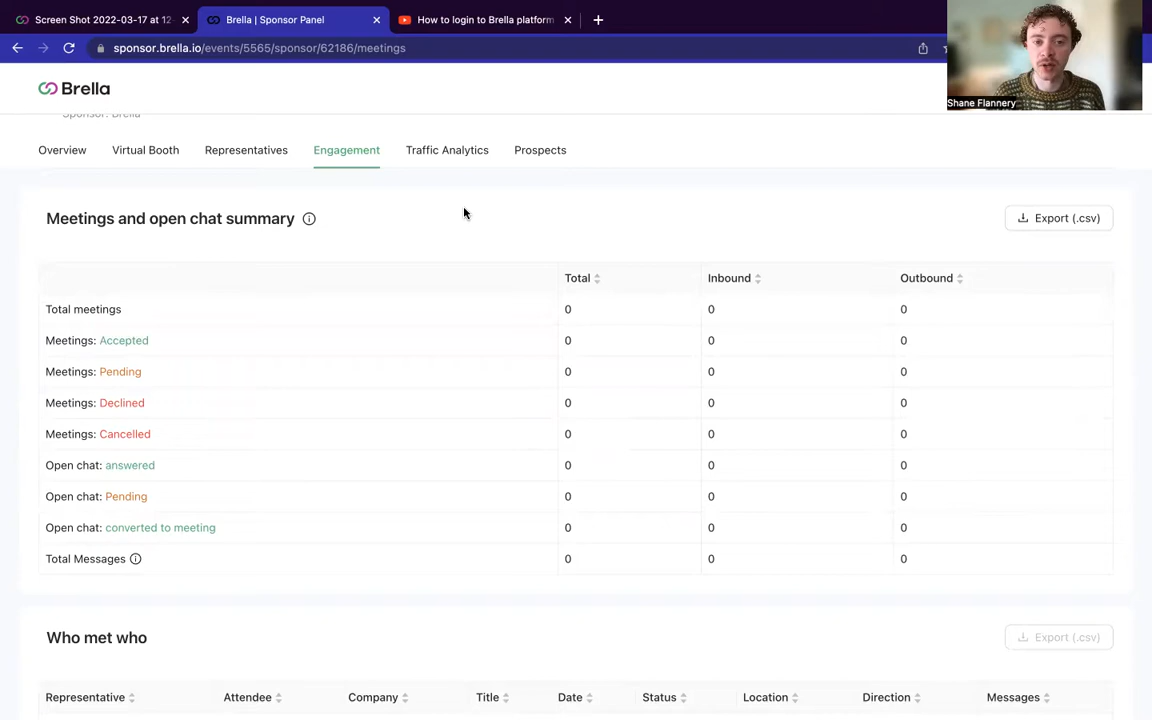 Screen Shot 2022-03-17 at 12-
Brella | Sponsor Panel
How to login to Brella platform
sponsor.brella.io/events/5565/sponsor/62186/meetings
Shane Flannery
Brella
Sponsor: Brella
Overview
Virtual Booth
Representatives
Engagement
Traffic Analytics
Prospects
Meetings and open chat summary
Export (.csv)
Total Inbound Outbound
Total meetings 0 0 0
Meetings: Accepted 0 0 0
Meetings: Pending 0 0 0
Meetings: Declined 0 0 0
Meetings: Cancelled 0 0 0
Open chat: answered 0 0 0
Open chat: Pending 0 0 0
Open chat: converted to meeting 0 0 0
Total Messages 0 0 0
Who met who
Export (.csv)
Representative Attendee Company Title Date Status Location Direction Messages